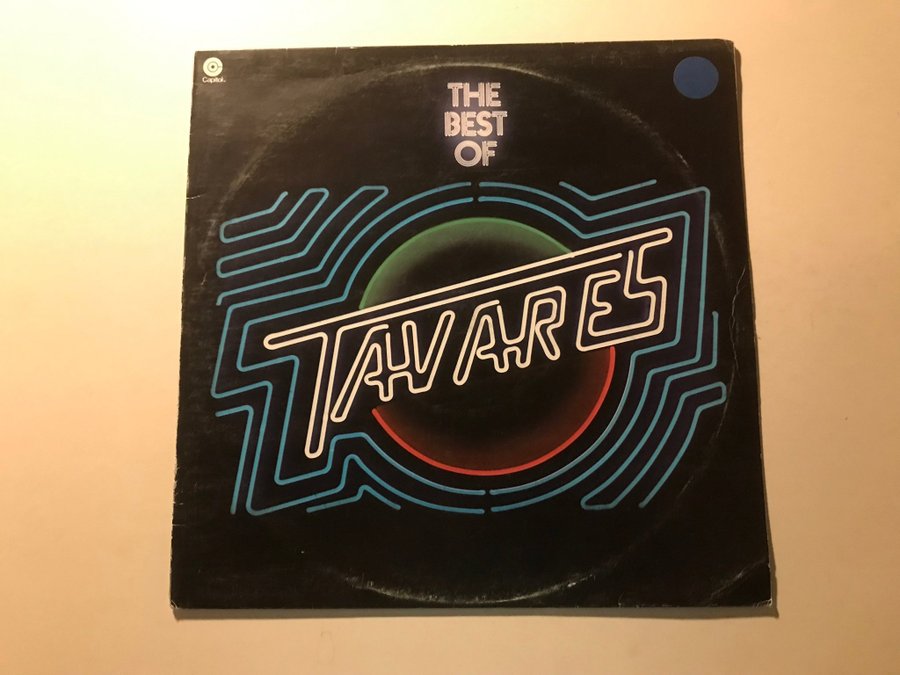 Capitol
THE
BEST
OF
TAVARES